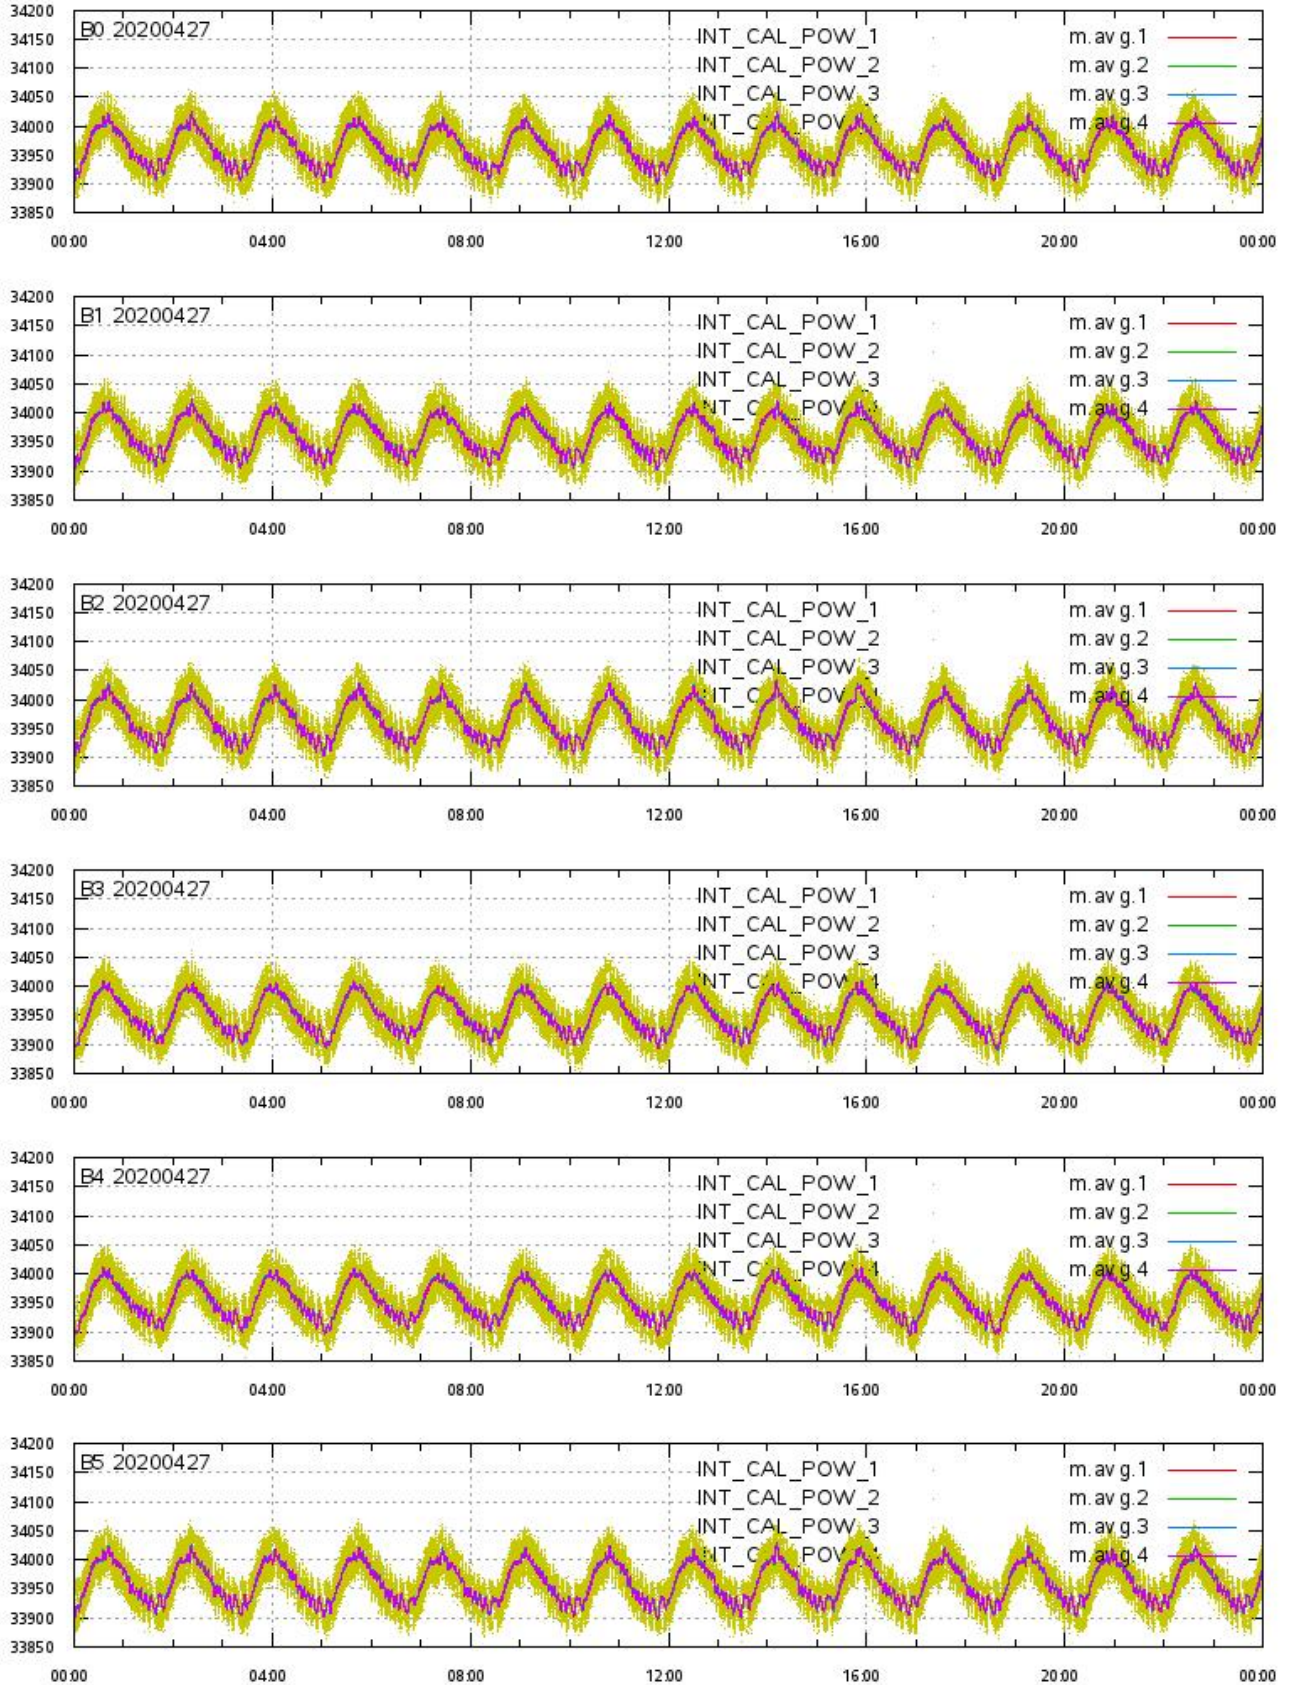 34200
B0 20200427 INT_CAL_POW_1 m.avg.1
34150
34100 INT_CAL_POW_2 m.avg.2
34050 INT_CAL_POW_3 m.avg.3
34000 m.avg.4
33950
33900
33850
00:00 04:00 08:00 12:00 16:00 20:00 00:00
34200
B1 20200427 INT_CAL_POW_1 m.avg.1
34150
34100 INT_CAL_POW_2 m.avg.2
34050 INT_CAL_POW_3 m.avg.3
34000 m.avg.4
33950
33900
33850
00:00 04:00 08:00 12:00 16:00 20:00 00:00
34200
B2 20200427 INT_CAL_POW_1 m.avg.1
34150
34100 INT_CAL_POW_2 m.avg.2
34050 INT_CAL_POW_3 m.avg.3
34000 m.avg.4
33950
33900
33850
00:00 04:00 08:00 12:00 16:00 20:00 00:00
34200
B3 20200427 INT_CAL_POW_1 m.avg.1
34150
34100 INT_CAL_POW_2 m.avg.2
34050 INT_CAL_POW_3 m.avg.3
34000 m.avg.4
33950
33900
33850
00:00 04:00 08:00 12:00 16:00 20:00 00:00
34200
B4 20200427 INT_CAL_POW_1 m.avg.1
34150
34100 INT_CAL_POW_2 m.avg.2
34050 INT_CAL_POW_3 m.avg.3
34000 m.avg.4
33950
33900
33850
00:00 04:00 08:00 12:00 16:00 20:00 00:00
34200
B5 20200427 INT_CAL_POW_1 m.avg.1
34150
34100 INT_CAL_POW_2 m.avg.2
34050 INT_CAL_POW_3 m.avg.3
34000 m.avg.4
33950
33900
33850
00:00 04:00 08:00 12:00 16:00 20:00 00:00